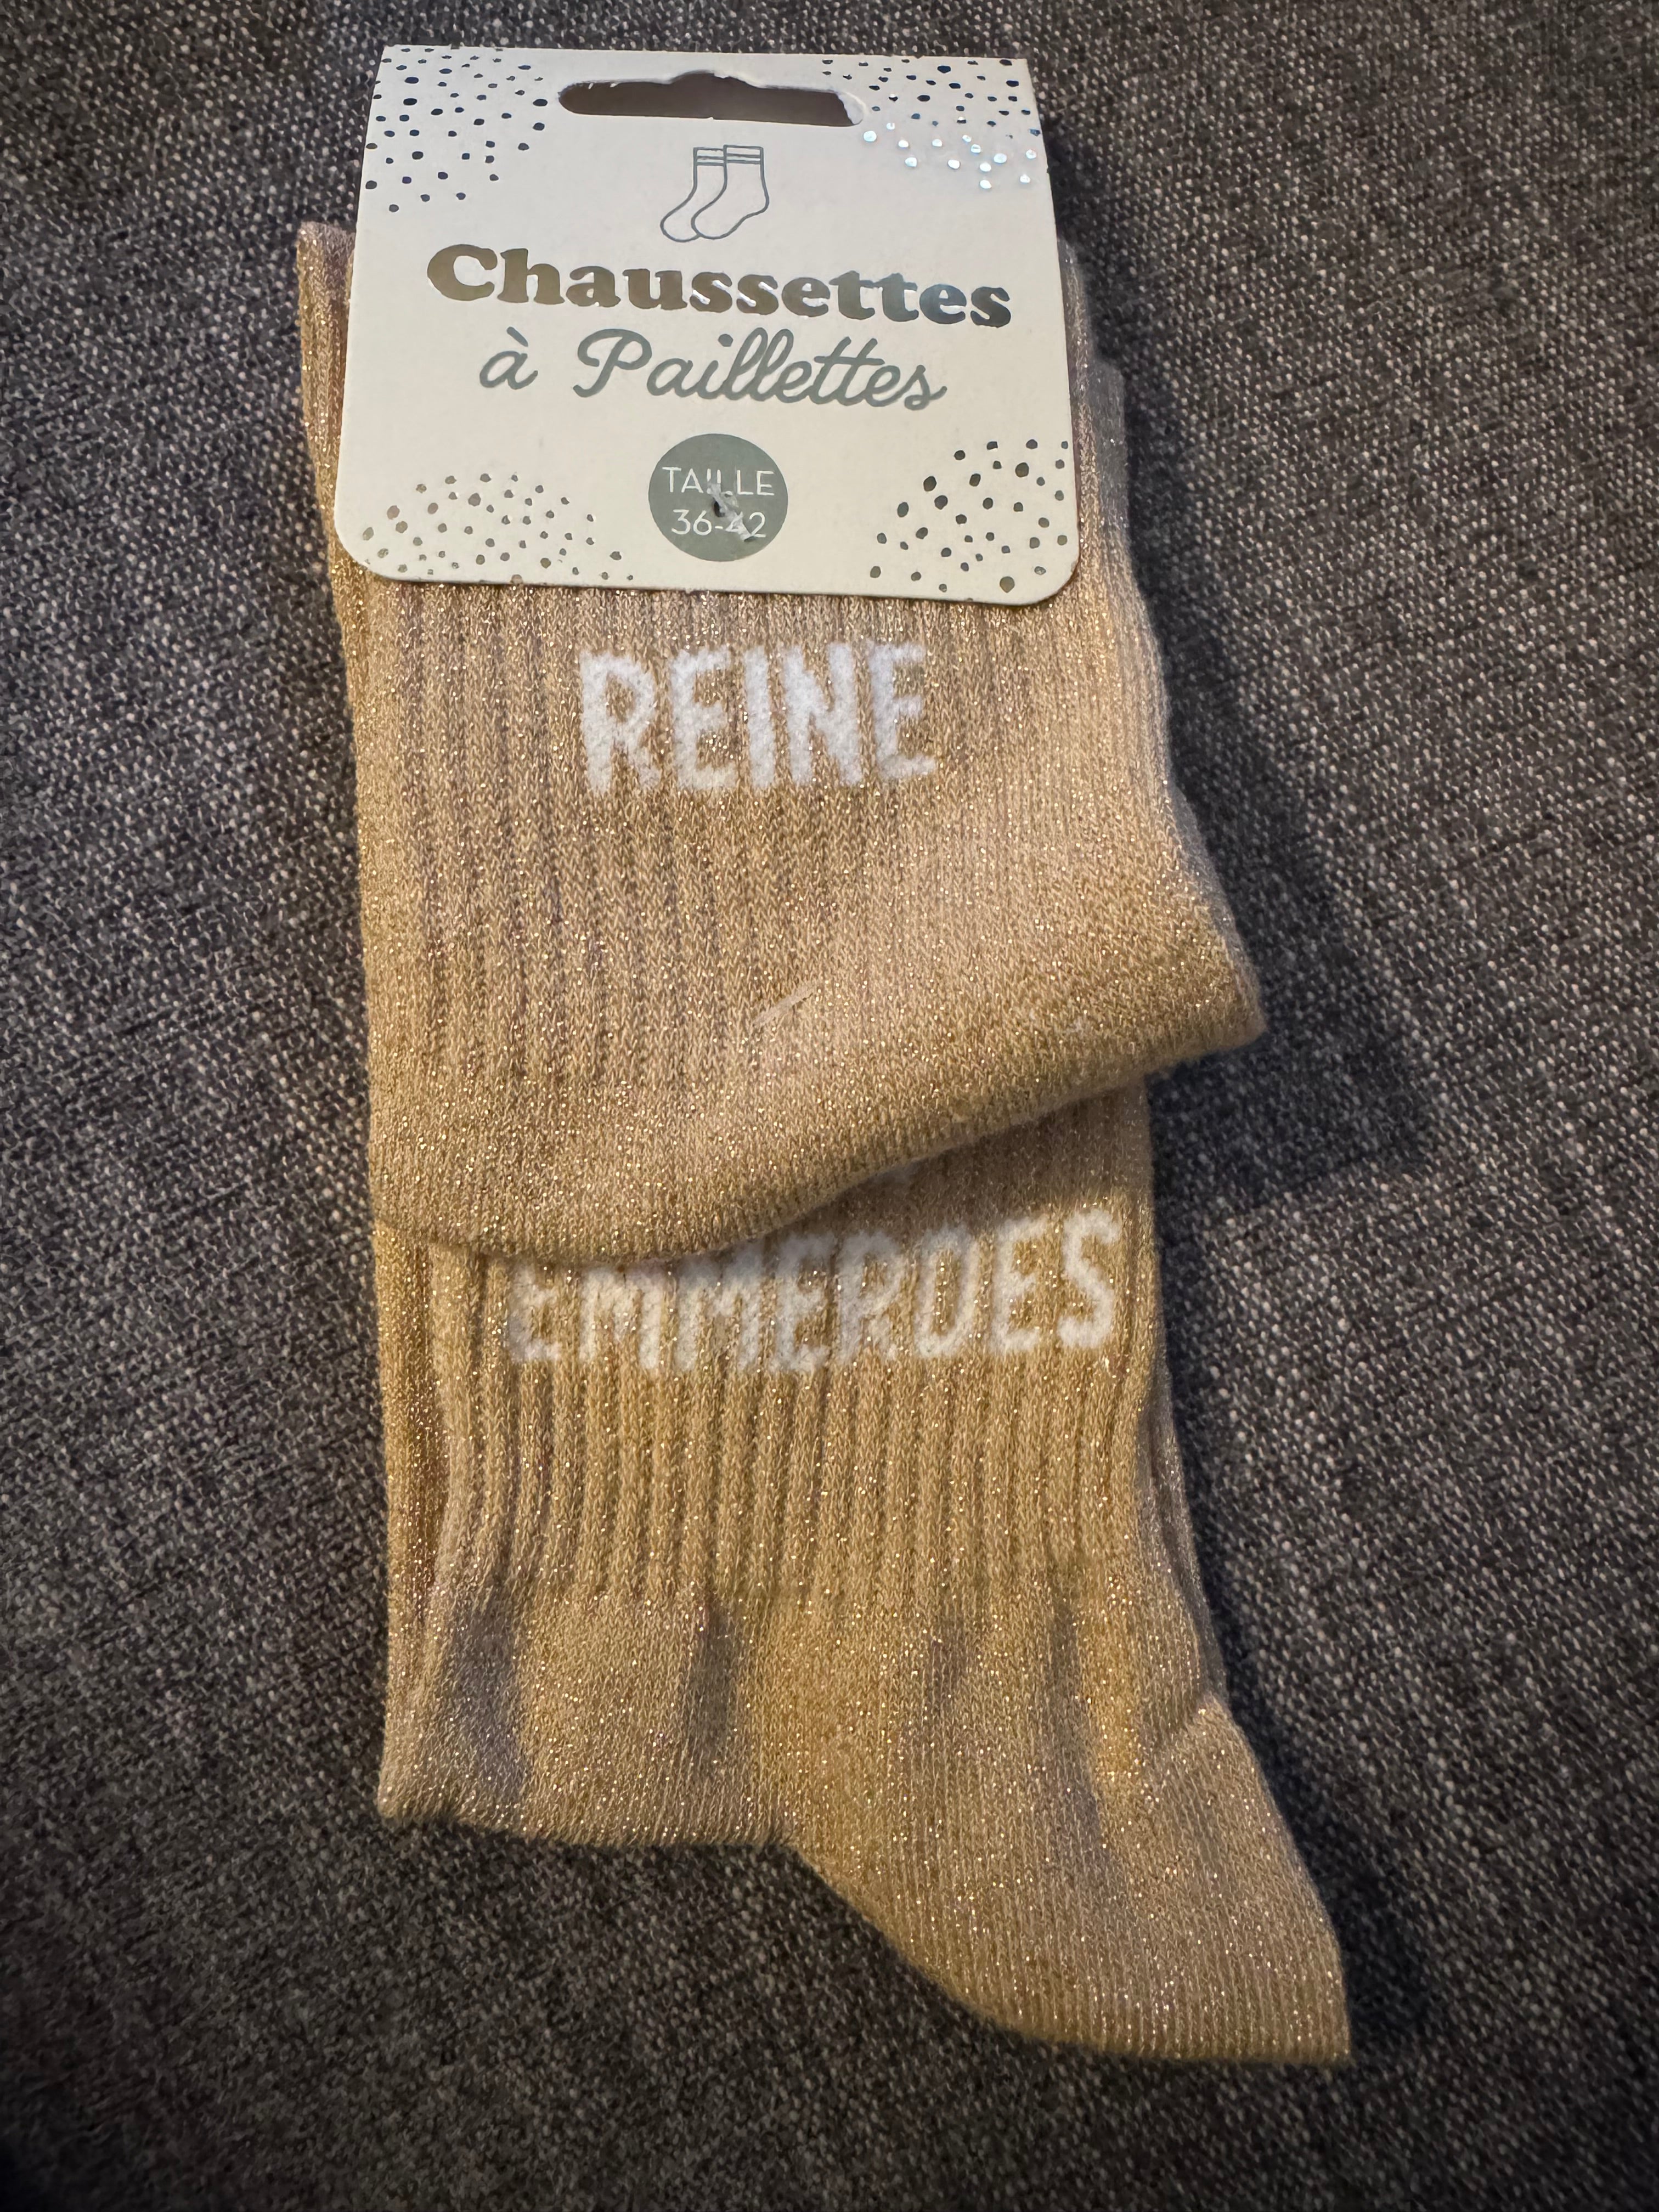 Chaussettes
à Paillettes
TAILLE
36-42
REINE
EMMERDES